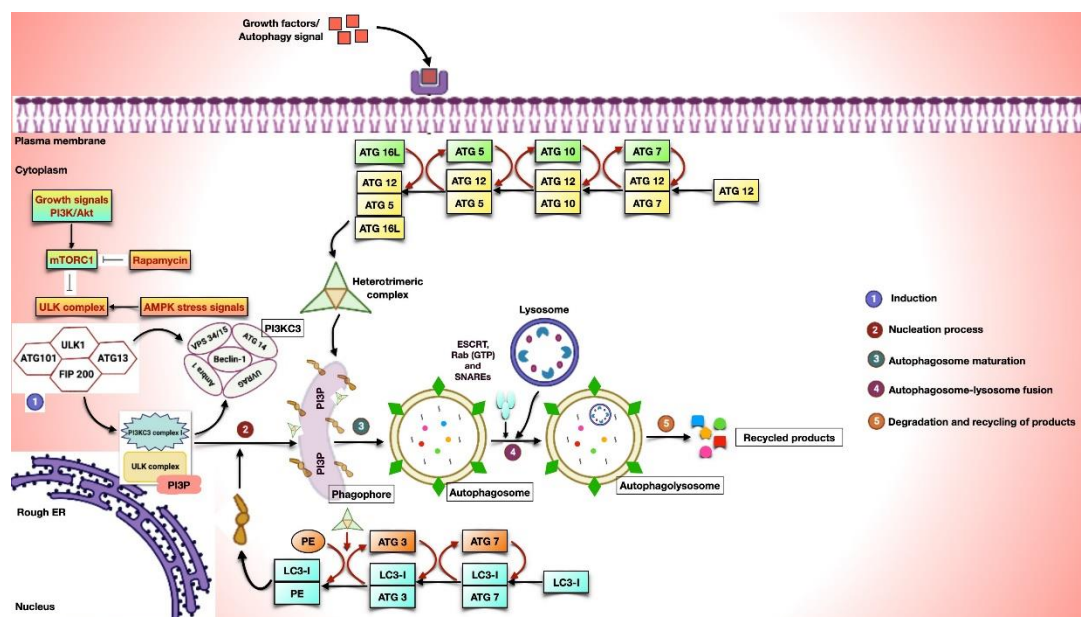 Growth factors/
Autophagy signal
Plasma membrane
Cytoplasm
ATG 16L
ATG 5
ATG 10
ATG 7
ATG 12
ATG 12
ATG 12
ATG 12
ATG 12
ATG 5
ATG 5
ATG 10
ATG 7
ATG 16L
Growth signals
PI3K/Akt
mTORC1
Rapamycin
ULK complex
AMPK stress signals
Heterotrimeric
complex
PI3KC3
VPS 34/15
ATG 14
Beclin-1
Ambra 1
UVRAG
ULK1
ATG101
ATG13
FIP 200
1
PI3KC3 complex I
ULK complex
PI3P
2
PI3P
PI3P
Phagophore
3
Autophagosome
ESCRT,
Rab (GTP)
and
SNAREs
4
Lysosome
Autophagolysosome
5
Recycled products
1 Induction
2 Nucleation process
3 Autophagosome maturation
4 Autophagosome-lysosome fusion
5 Degradation and recycling of products
Rough ER
Nucleus
PE
ATG 3
ATG 7
LC3-I
LC3-I
LC3-I
LC3-I
PE
ATG 3
ATG 7